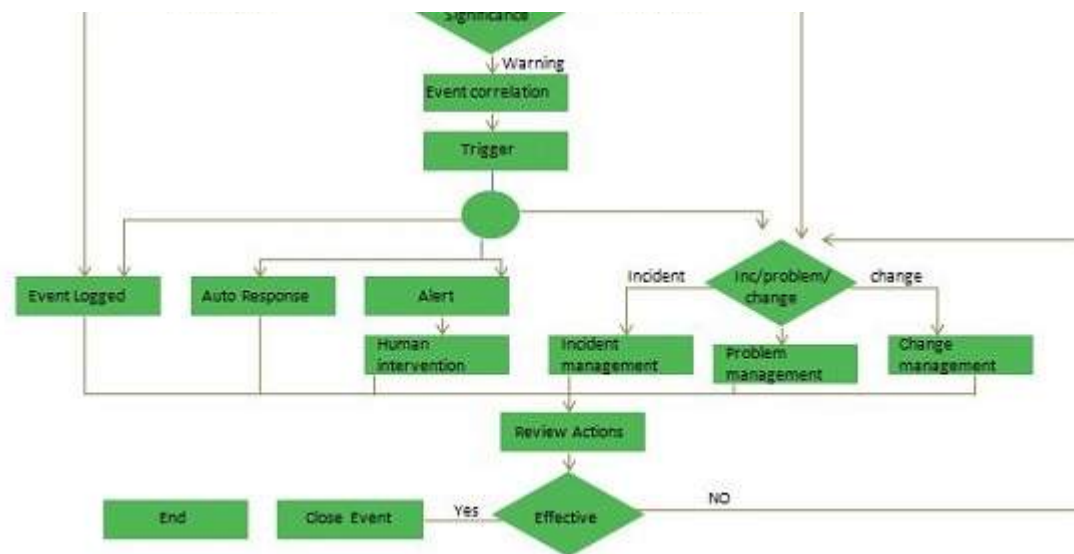 Significance
Warning
Event correlation
Trigger
Event Logged
Auto Response
Alert
Incident
Inc/problem/
change
change
Human
intervention
Incident
management
Problem
management
Change
management
Review Actions
End
Close Event
Yes
Effective
NO